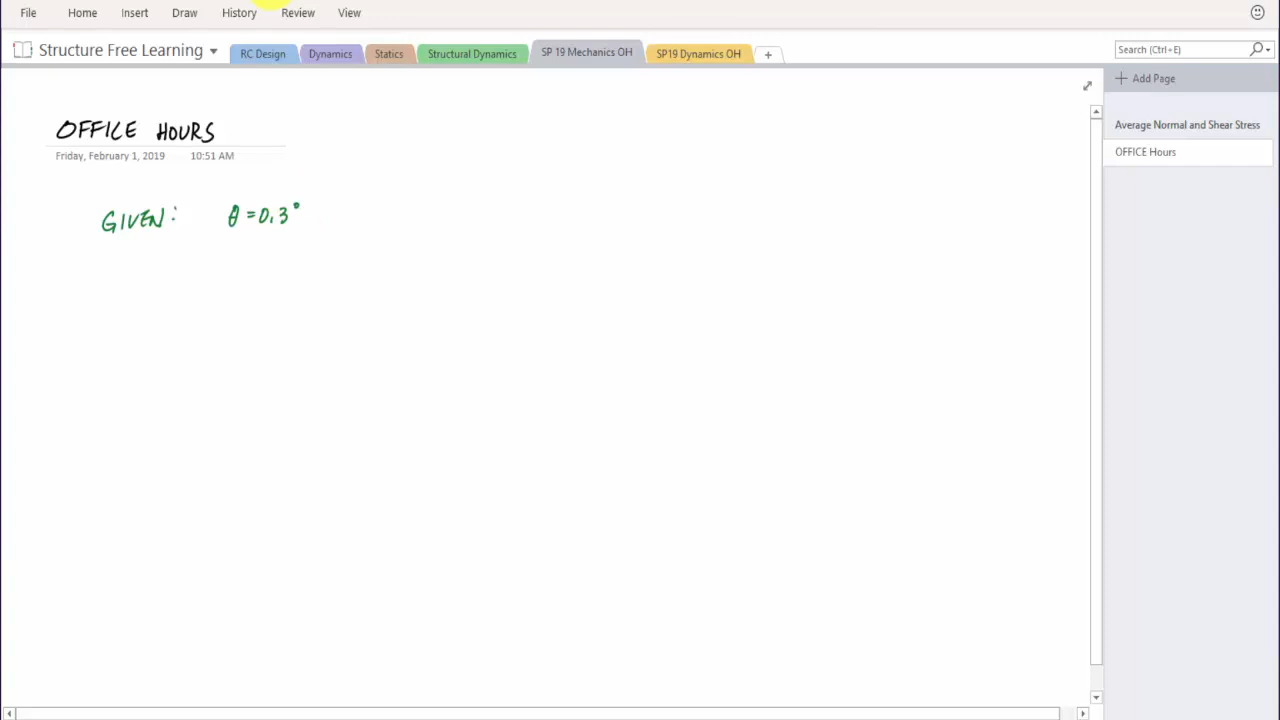 File Home Insert Draw History Review View
Structure Free Learning RC Design Dynamics Statics Structural Dynamics SP 19 Mechanics OH SP19 Dynamics OH + Search (Ctrl+E)
Add Page
OFFICE HOURS
Friday, February 1, 2019 10:51 AM
GIVEN: θ = 0.3°
Average Normal and Shear Stress
OFFICE Hours